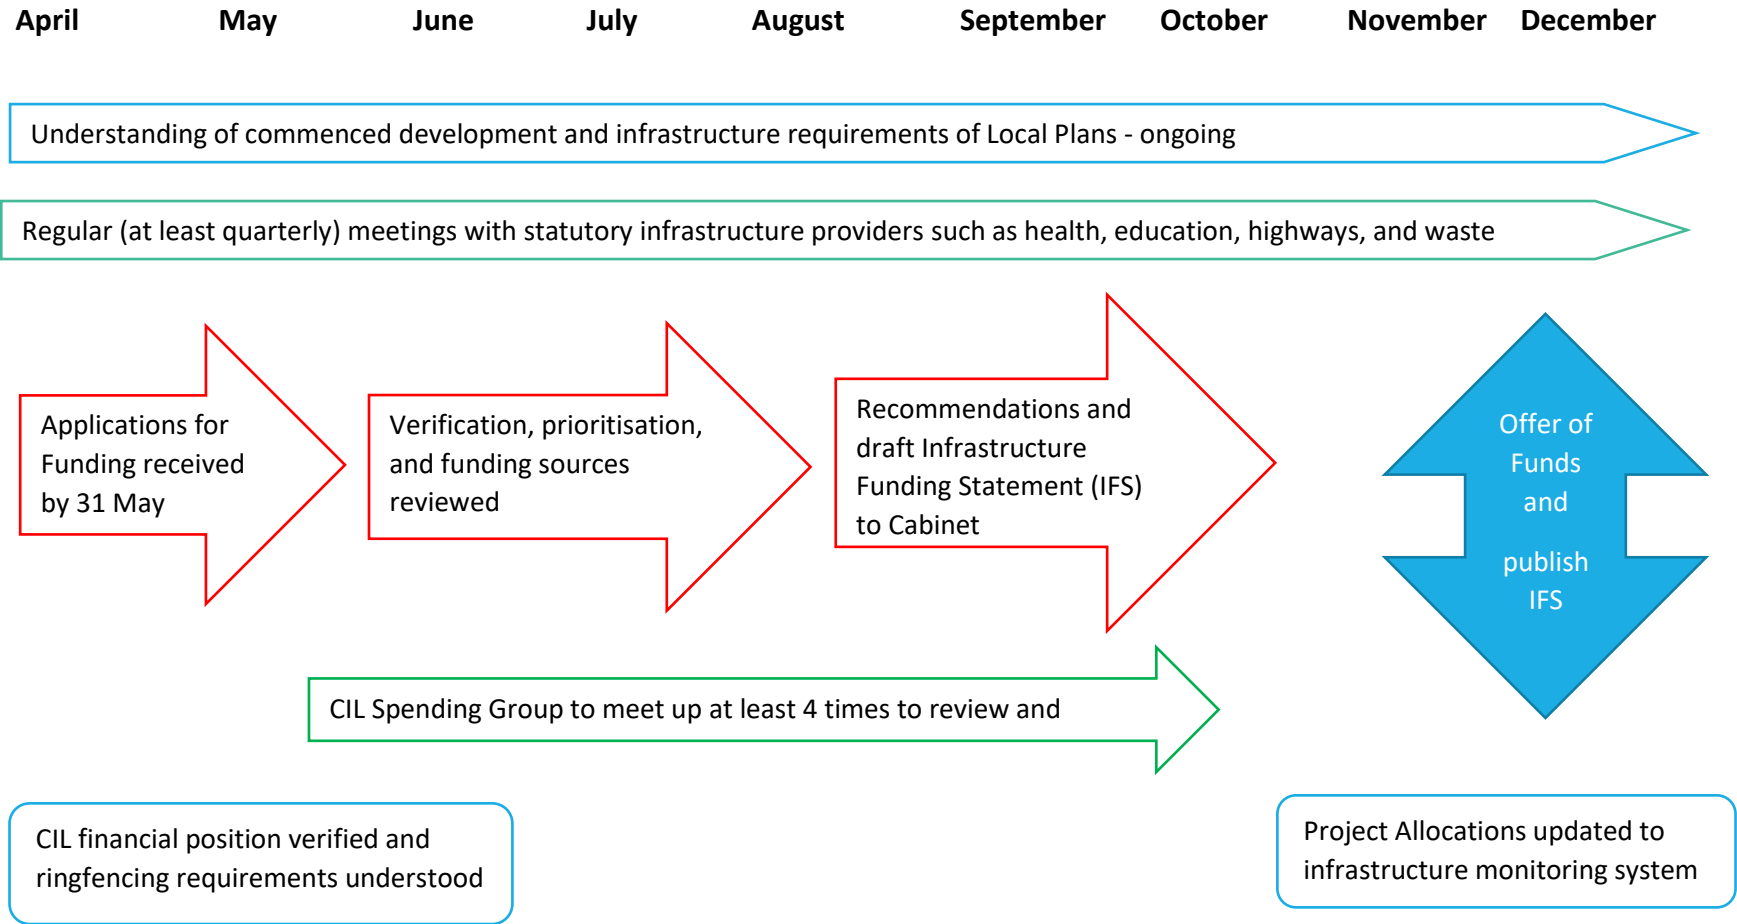 April May June July August September October November December
Understanding of commenced development and infrastructure requirements of Local Plans - ongoing
Regular (at least quarterly) meetings with statutory infrastructure providers such as health, education, highways, and waste
Applications for
Funding received
by 31 May
Verification, prioritisation,
and funding sources
reviewed
Recommendations and
draft Infrastructure
Funding Statement (IFS)
to Cabinet
Offer of
Funds
and
publish
IFS
CIL Spending Group to meet up at least 4 times to review and
CIL financial position verified and
ringfencing requirements understood
Project Allocations updated to
infrastructure monitoring system